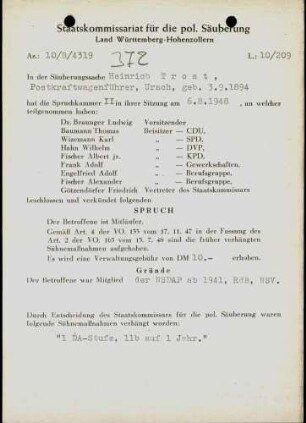 Staatskommissariat für die pol. Säuberung
Land Württemberg-Hohenzollern
Az.: 10/h/4319 L.: 10/209
372
In der Säuberungssache Heinrich T r o s t ,
Postkraftwagenführer, Urach, geb. 3.9.1894
hat die Spruchkammer II in ihrer Sitzung am 6.8.1948 , an welcher
teilgenommen haben:
Dr. Braunger Ludwig Vorsitzender
Baumann Thomas Beisitzer — CDU,
Wizemann Karl „ — SPD,
Hahn Wilhelm „ — DVP,
Fischer Albert jr. „ — KPD,
Frank Adolf „ — Gewerkschaften,
Engelfried Adolf „ — Berufsgruppe,
Fischer Alexander „ — Berufsgruppe,
Götzendörfer Friedrich Vertreter des Staatskommissars
beschlossen und verkündet folgenden
SPRUCH
Der Betroffene ist Mitläufer.
Gemäß Art. 4 der VO. 133 vom 17. 11. 47 in der Fassung des
Art. 2 der VO. 165 vom 13. 7. 48 sind die früher verhängten
Sühnemaßnahmen aufgehoben.
Es wird eine Verwaltungsgebühr von DM 10.— erhoben.
Gründe
Der Betroffene war Mitglied der NSDAP ab 1941, RdB, NSV.
Durch Entscheidung des Staatskommissars für die pol. Säuberung waren
folgende Sühnemaßnahmen verhängt worden:
"1 DA-Stufe, 11b auf 1 Jahr."